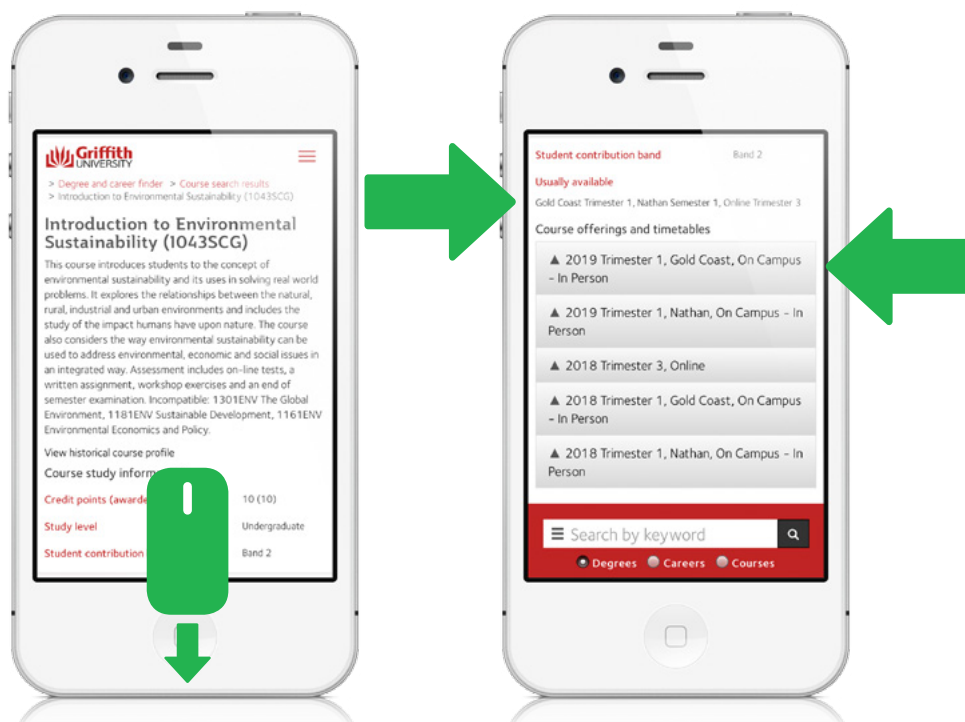 Griffith
UNIVERSITY
> Degree and career finder > Course search results
> Introduction to Environmental Sustainability (1043SCG)
Introduction to Environmental
Sustainability (1043SCG)
This course introduces students to the concept of
environmental sustainability and its uses in solving real world
problems. It explores the relationships between the natural,
rural, industrial and urban environments and includes the
study of the impact humans have upon nature. The course
also considers the way environmental sustainability can be
used to address environmental, economic and social issues in
an integrated way. Assessment includes on-line tests, a
written assignment, workshop exercises and an end of
semester examination. Incompatible: 1301ENV The Global
Environment, 1181ENV Sustainable Development, 1161ENV
Environmental Economics and Policy.
View historical course profile
Course study inform
Credit points (awarde 10 (10)
Study level Undergraduate
Student contribution Band 2
Student contribution band Band 2
Usually available
Gold Coast Trimester 1, Nathan Semester 1, Online Trimester 3
Course offerings and timetables
▲ 2019 Trimester 1, Gold Coast, On Campus
- In Person
▲ 2019 Trimester 1, Nathan, On Campus - In
Person
▲ 2018 Trimester 3, Online
▲ 2018 Trimester 1, Gold Coast, On Campus
- In Person
▲ 2018 Trimester 1, Nathan, On Campus - In
Person
Search by keyword
Degrees Careers Courses